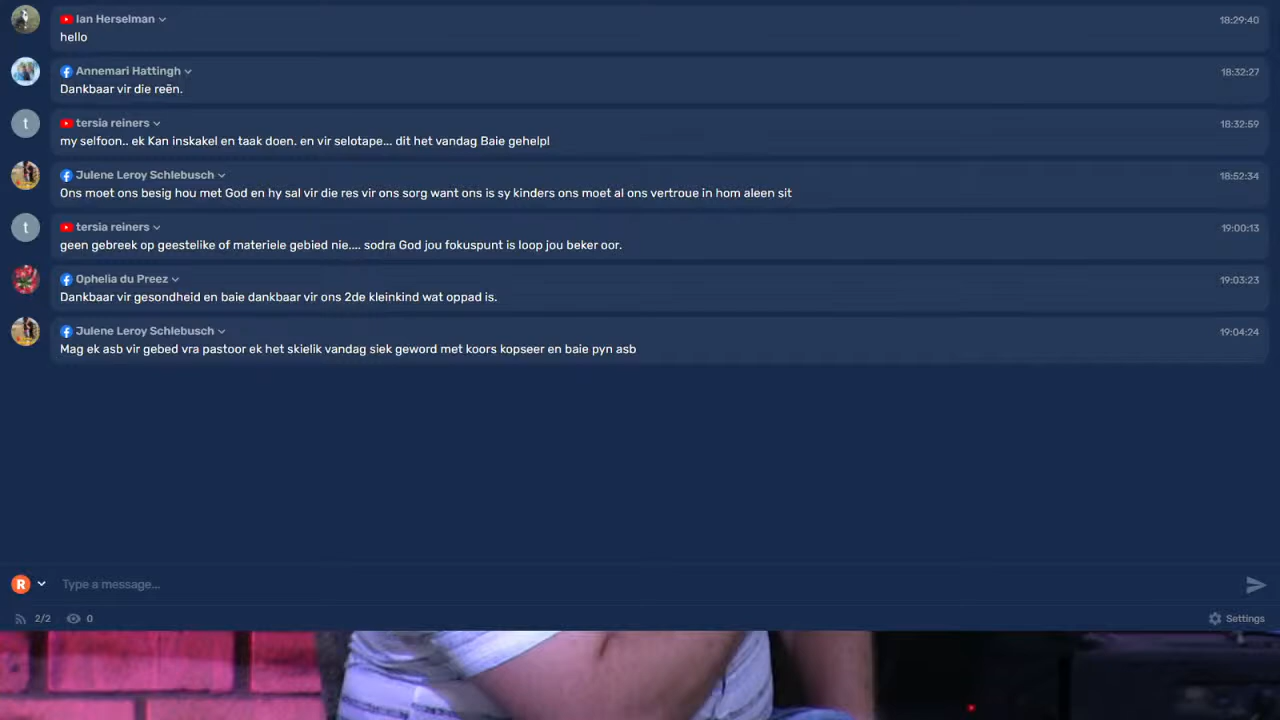 Ian Herselman
18:29:40
hello
Annemari Hattingh
18:32:27
Dankbaar vir die reën.
t
tersia reiners
18:32:59
my selfoon.. ek Kan inskakel en taak doen. en vir selotape... dit het vandag Baie gehelp!
Julene Leroy Schlebusch
18:52:34
Ons moet ons besig hou met God en hy sal vir die res vir ons sorg want ons is sy kinders ons moet al ons vertroue in hom aleen sit
t
tersia reiners
19:00:13
geen gebreek op geestelike of materiele gebied nie.... sodra God jou fokuspunt is loop jou beker oor.
Ophelia du Preez
19:03:23
Dankbaar vir gesondheid en baie dankbaar vir ons 2de kleinkind wat oppad is.
Julene Leroy Schlebusch
19:04:24
Mag ek asb vir gebed vra pastoor ek het skielik vandag siek geword met koors kopseer en baie pyn asb
R
Type a message...
2/2
0
Settings